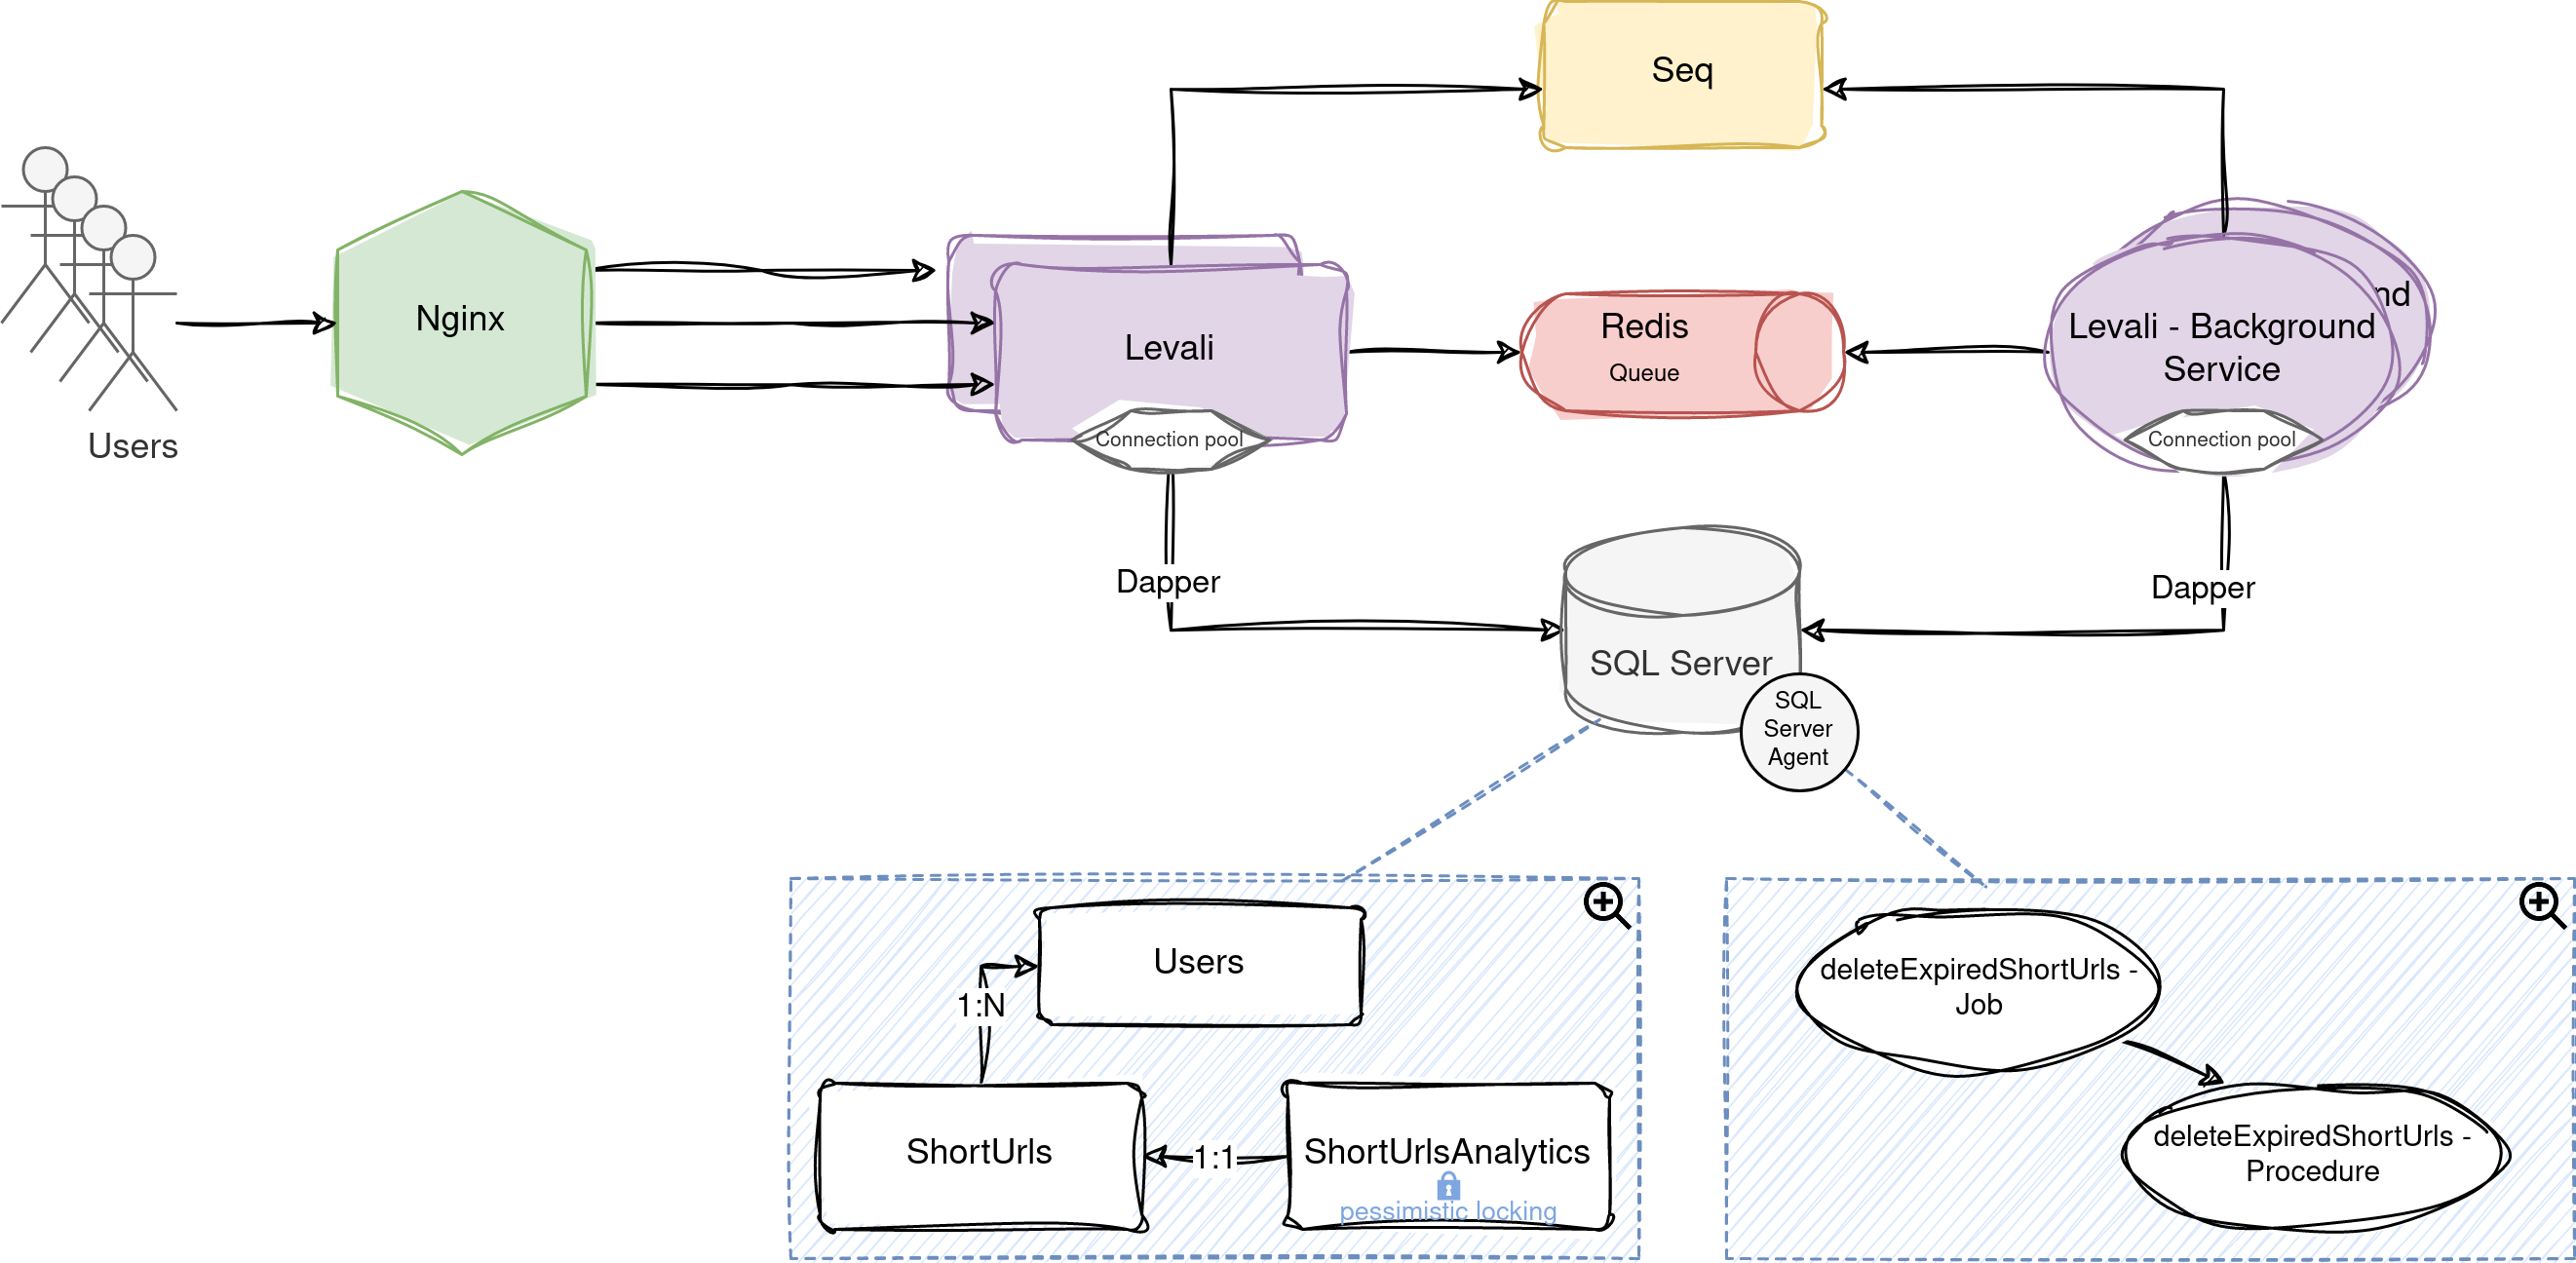 Seq
Users
Nginx
Levali
Connection pool
Redis
Queue
nd
Levali - Background
Service
Connection pool
Dapper
Dapper
SQL Server
SQL
Server
Agent
Users
1:N
ShortUrls
1:1
ShortUrlsAnalytics
pessimistic locking
deleteExpiredShortUrls -
Job
deleteExpiredShortUrls -
Procedure